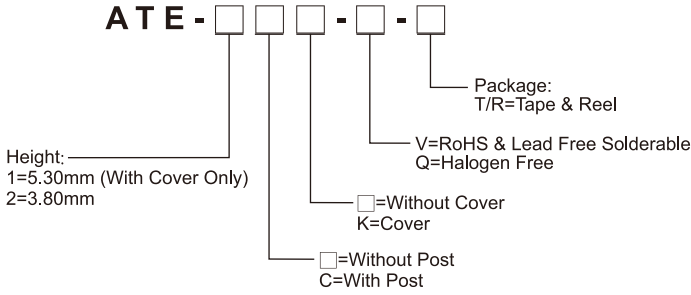 ATE-□□□-□-□
Package:
T/R=Tape & Reel
V=RoHS & Lead Free Solderable
Q=Halogen Free
Height:
1=5.30mm (With Cover Only)
2=3.80mm
□=Without Cover
K=Cover
□=Without Post
C=With Post